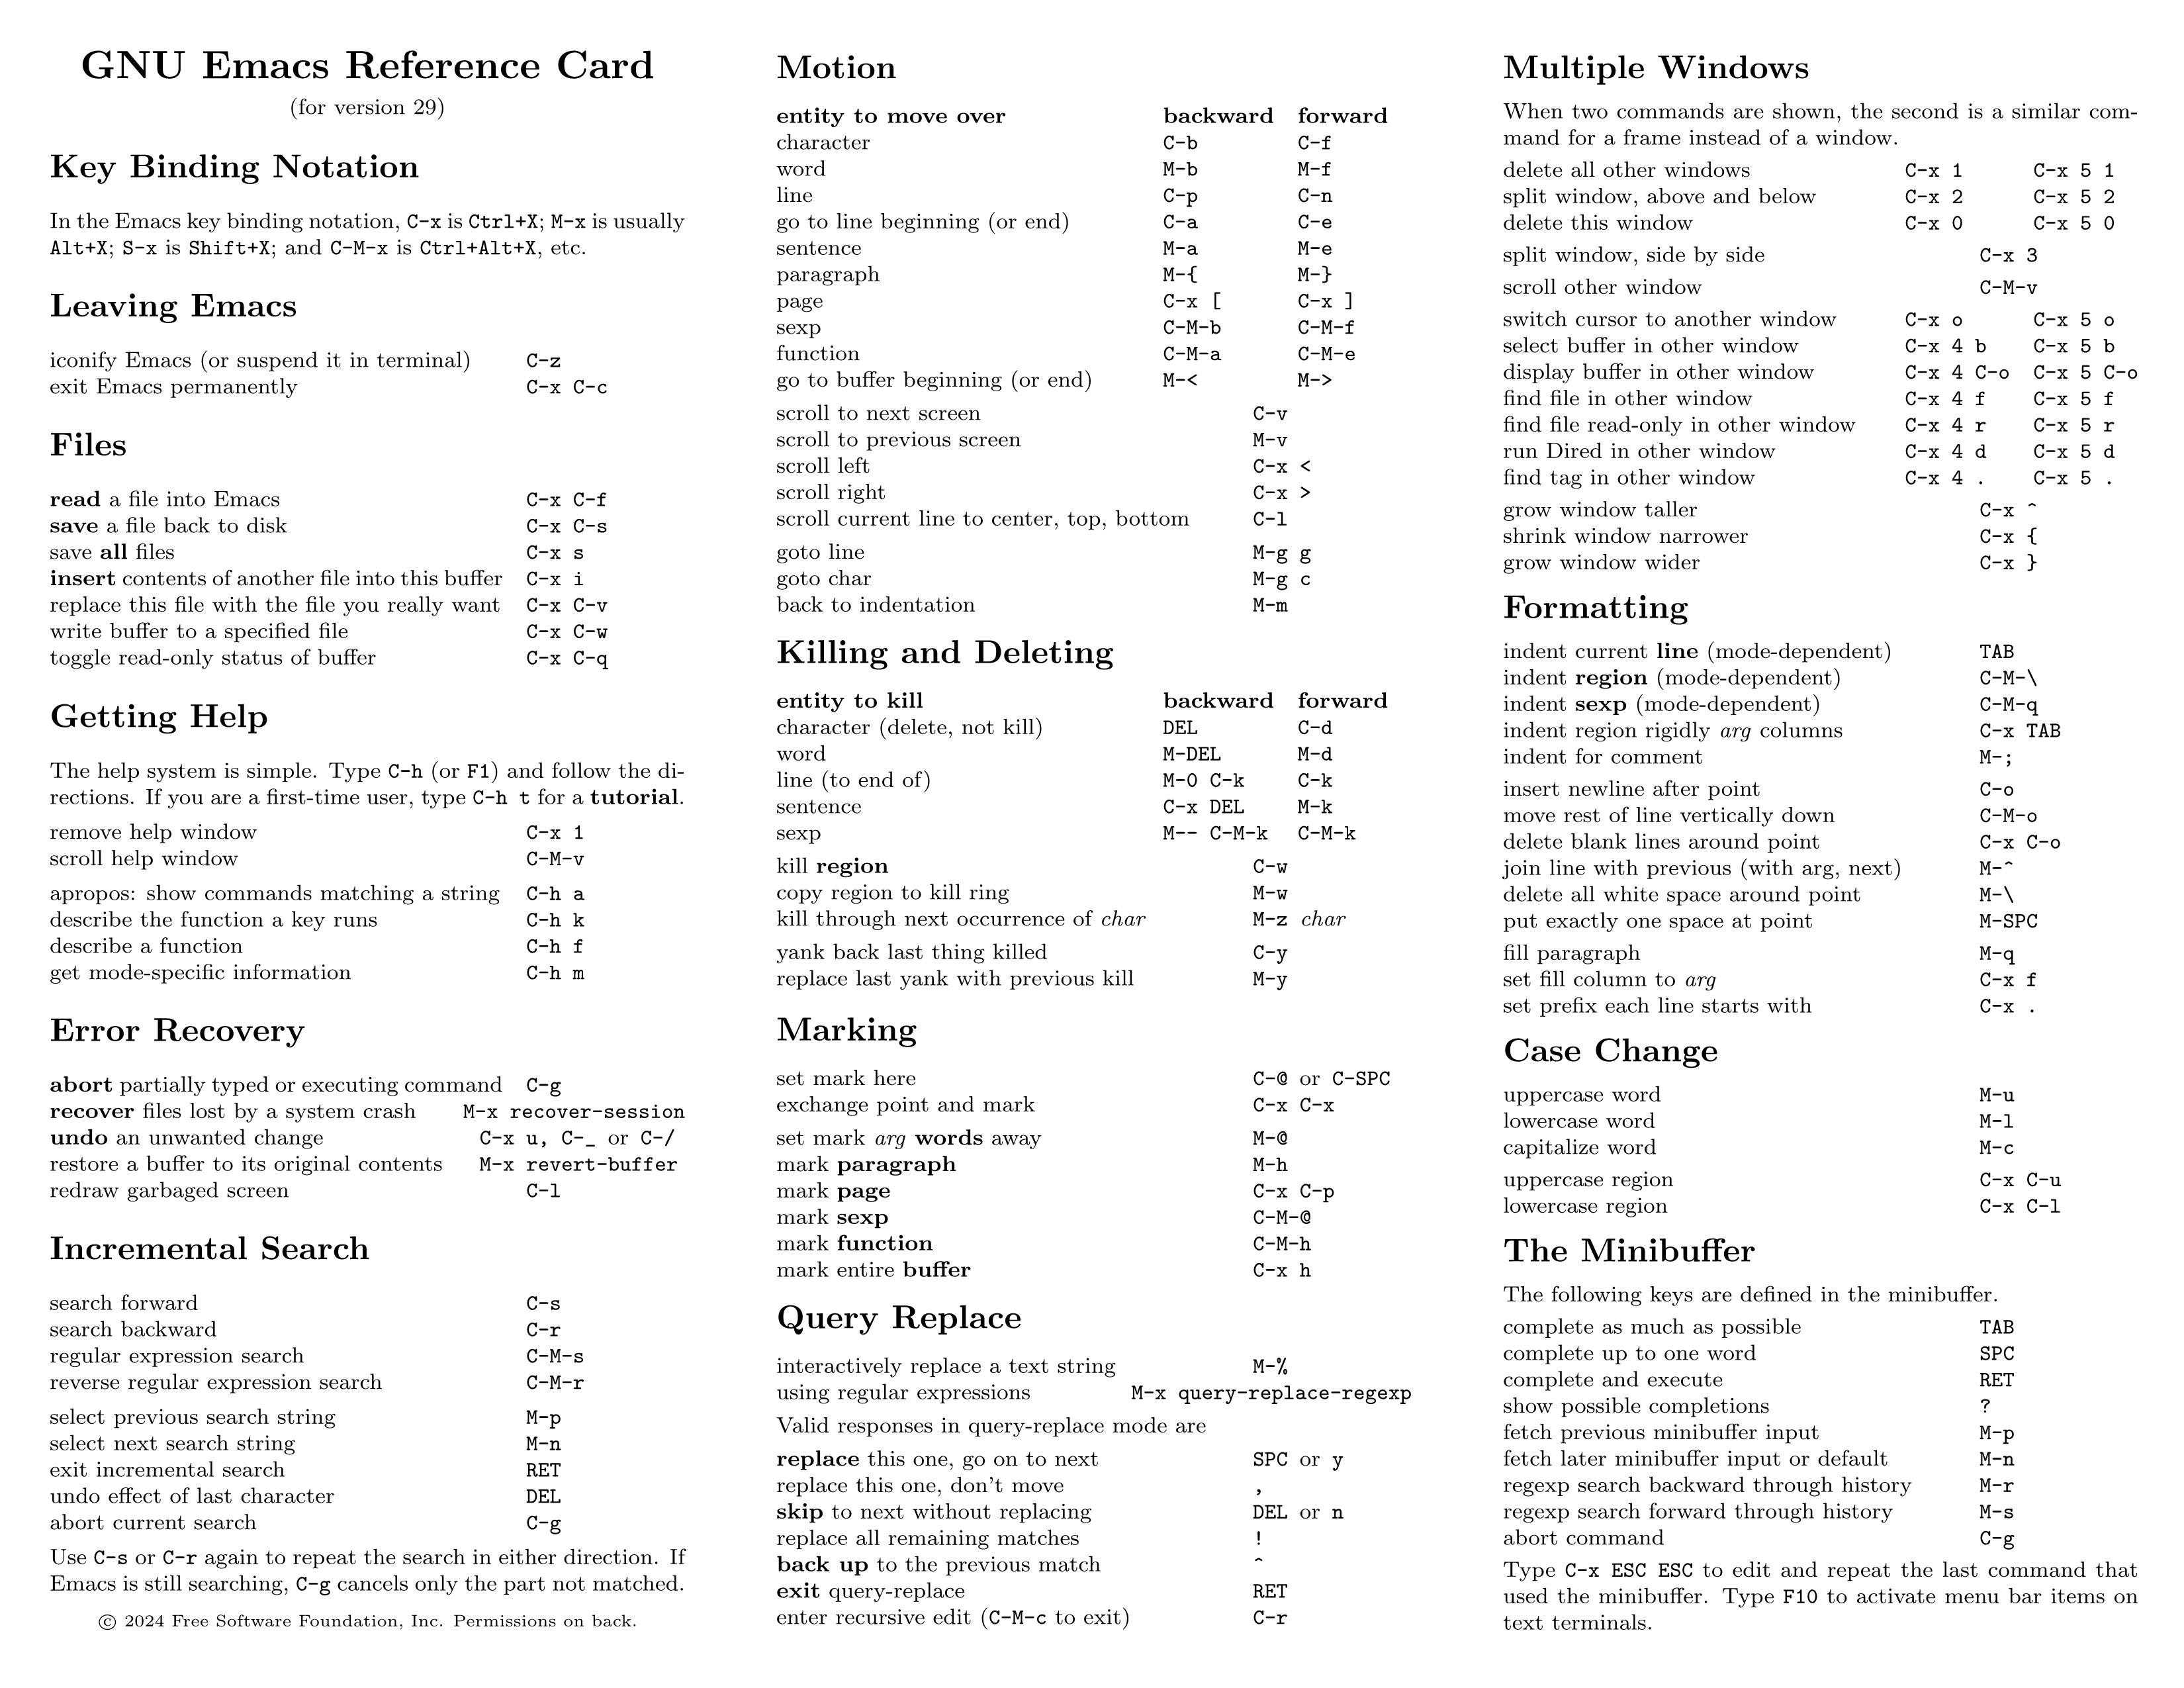 GNU Emacs Reference Card
(for version 29)
Key Binding Notation
In the Emacs key binding notation, C-x is Ctrl+X; M-x is usually
Alt+X; S-x is Shift+X; and C-M-x is Ctrl+Alt+X, etc.
Leaving Emacs
iconify Emacs (or suspend it in terminal) C-z
exit Emacs permanently C-x C-c
Files
read a file into Emacs C-x C-f
save a file back to disk C-x C-s
save all files C-x s
insert contents of another file into this buffer C-x i
replace this file with the file you really want C-x C-v
write buffer to a specified file C-x C-w
toggle read-only status of buffer C-x C-q
Getting Help
The help system is simple. Type C-h (or F1) and follow the di-
rections. If you are a first-time user, type C-h t for a tutorial.
remove help window C-x 1
scroll help window C-M-v
apropos: show commands matching a string C-h a
describe the function a key runs C-h k
describe a function C-h f
get mode-specific information C-h m
Error Recovery
abort partially typed or executing command C-g
recover files lost by a system crash M-x recover-session
undo an unwanted change C-x u, C-_ or C-/
restore a buffer to its original contents M-x revert-buffer
redraw garbaged screen C-l
Incremental Search
search forward C-s
search backward C-r
regular expression search C-M-s
reverse regular expression search C-M-r
select previous search string M-p
select next search string M-n
exit incremental search RET
undo effect of last character DEL
abort current search C-g
Use C-s or C-r again to repeat the search in either direction. If
Emacs is still searching, C-g cancels only the part not matched.
© 2024 Free Software Foundation, Inc. Permissions on back.
Motion
entity to move over backward forward
character C-b C-f
word M-b M-f
line C-p C-n
go to line beginning (or end) C-a C-e
sentence M-a M-e
paragraph M-{ M-}
page C-x [ C-x ]
sexp C-M-b C-M-f
function C-M-a C-M-e
go to buffer beginning (or end) M-< M->
scroll to next screen C-v
scroll to previous screen M-v
scroll left C-x <
scroll right C-x >
scroll current line to center, top, bottom C-l
goto line M-g g
goto char M-g c
back to indentation M-m
Killing and Deleting
entity to kill backward forward
character (delete, not kill) DEL C-d
word M-DEL M-d
line (to end of) M-0 C-k C-k
sentence C-x DEL M-k
sexp M-- C-M-k C-M-k
kill region C-w
copy region to kill ring M-w
kill through next occurrence of char M-z char
yank back last thing killed C-y
replace last yank with previous kill M-y
Marking
set mark here C-@ or C-SPC
exchange point and mark C-x C-x
set mark arg words away M-@
mark paragraph M-h
mark page C-x C-p
mark sexp C-M-@
mark function C-M-h
mark entire buffer C-x h
Query Replace
interactively replace a text string M-%
using regular expressions M-x query-replace-regexp
Valid responses in query-replace mode are
replace this one, go on to next SPC or y
replace this one, don't move ,
skip to next without replacing DEL or n
replace all remaining matches !
back up to the previous match ^
exit query-replace RET
enter recursive edit (C-M-c to exit) C-r
Multiple Windows
When two commands are shown, the second is a similar com-
mand for a frame instead of a window.
delete all other windows C-x 1 C-x 5 1
split window, above and below C-x 2 C-x 5 2
delete this window C-x 0 C-x 5 0
split window, side by side C-x 3
scroll other window C-M-v
switch cursor to another window C-x o C-x 5 o
select buffer in other window C-x 4 b C-x 5 b
display buffer in other window C-x 4 C-o C-x 5 C-o
find file in other window C-x 4 f C-x 5 f
find file read-only in other window C-x 4 r C-x 5 r
run Dired in other window C-x 4 d C-x 5 d
find tag in other window C-x 4 . C-x 5 .
grow window taller C-x ^
shrink window narrower C-x {
grow window wider C-x }
Formatting
indent current line (mode-dependent) TAB
indent region (mode-dependent) C-M-\
indent sexp (mode-dependent) C-M-q
indent region rigidly arg columns C-x TAB
indent for comment M-;
insert newline after point C-o
move rest of line vertically down C-M-o
delete blank lines around point C-x C-o
join line with previous (with arg, next) M-^
delete all white space around point M-\
put exactly one space at point M-SPC
fill paragraph M-q
set fill column to arg C-x f
set prefix each line starts with C-x .
Case Change
uppercase word M-u
lowercase word M-l
capitalize word M-c
uppercase region C-x C-u
lowercase region C-x C-l
The Minibuffer
The following keys are defined in the minibuffer.
complete as much as possible TAB
complete up to one word SPC
complete and execute RET
show possible completions ?
fetch previous minibuffer input M-p
fetch later minibuffer input or default M-n
regexp search backward through history M-r
regexp search forward through history M-s
abort command C-g
Type C-x ESC ESC to edit and repeat the last command that
used the minibuffer. Type F10 to activate menu bar items on
text terminals.